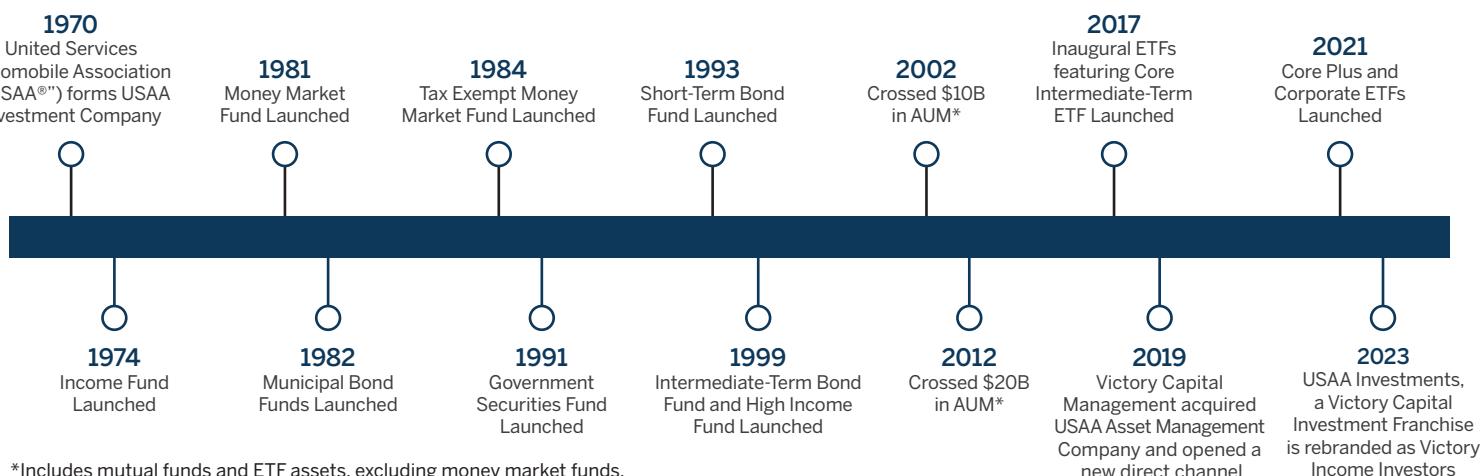 1970
United Services
omobile Association
SAA®”) forms USAA
vestment Company
1981
Money Market
Fund Launched
1984
Tax Exempt Money
Market Fund Launched
1993
Short-Term Bond
Fund Launched
2002
Crossed $10B
in AUM*
2017
Inaugural ETFs
featuring Core
Intermediate-Term
ETF Launched
2021
Core Plus and
Corporate ETFs
Launched
1974
Income Fund
Launched
1982
Municipal Bond
Funds Launched
1991
Government
Securities Fund
Launched
1999
Intermediate-Term Bond
Fund and High Income
Fund Launched
2012
Crossed $20B
in AUM*
2019
Victory Capital
Management acquired
USAA Asset Management
Company and opened a
new direct channel
2023
USAA Investments,
a Victory Capital
Investment Franchise
is rebranded as Victory
Income Investors
*Includes mutual funds and ETF assets, excluding money market funds.